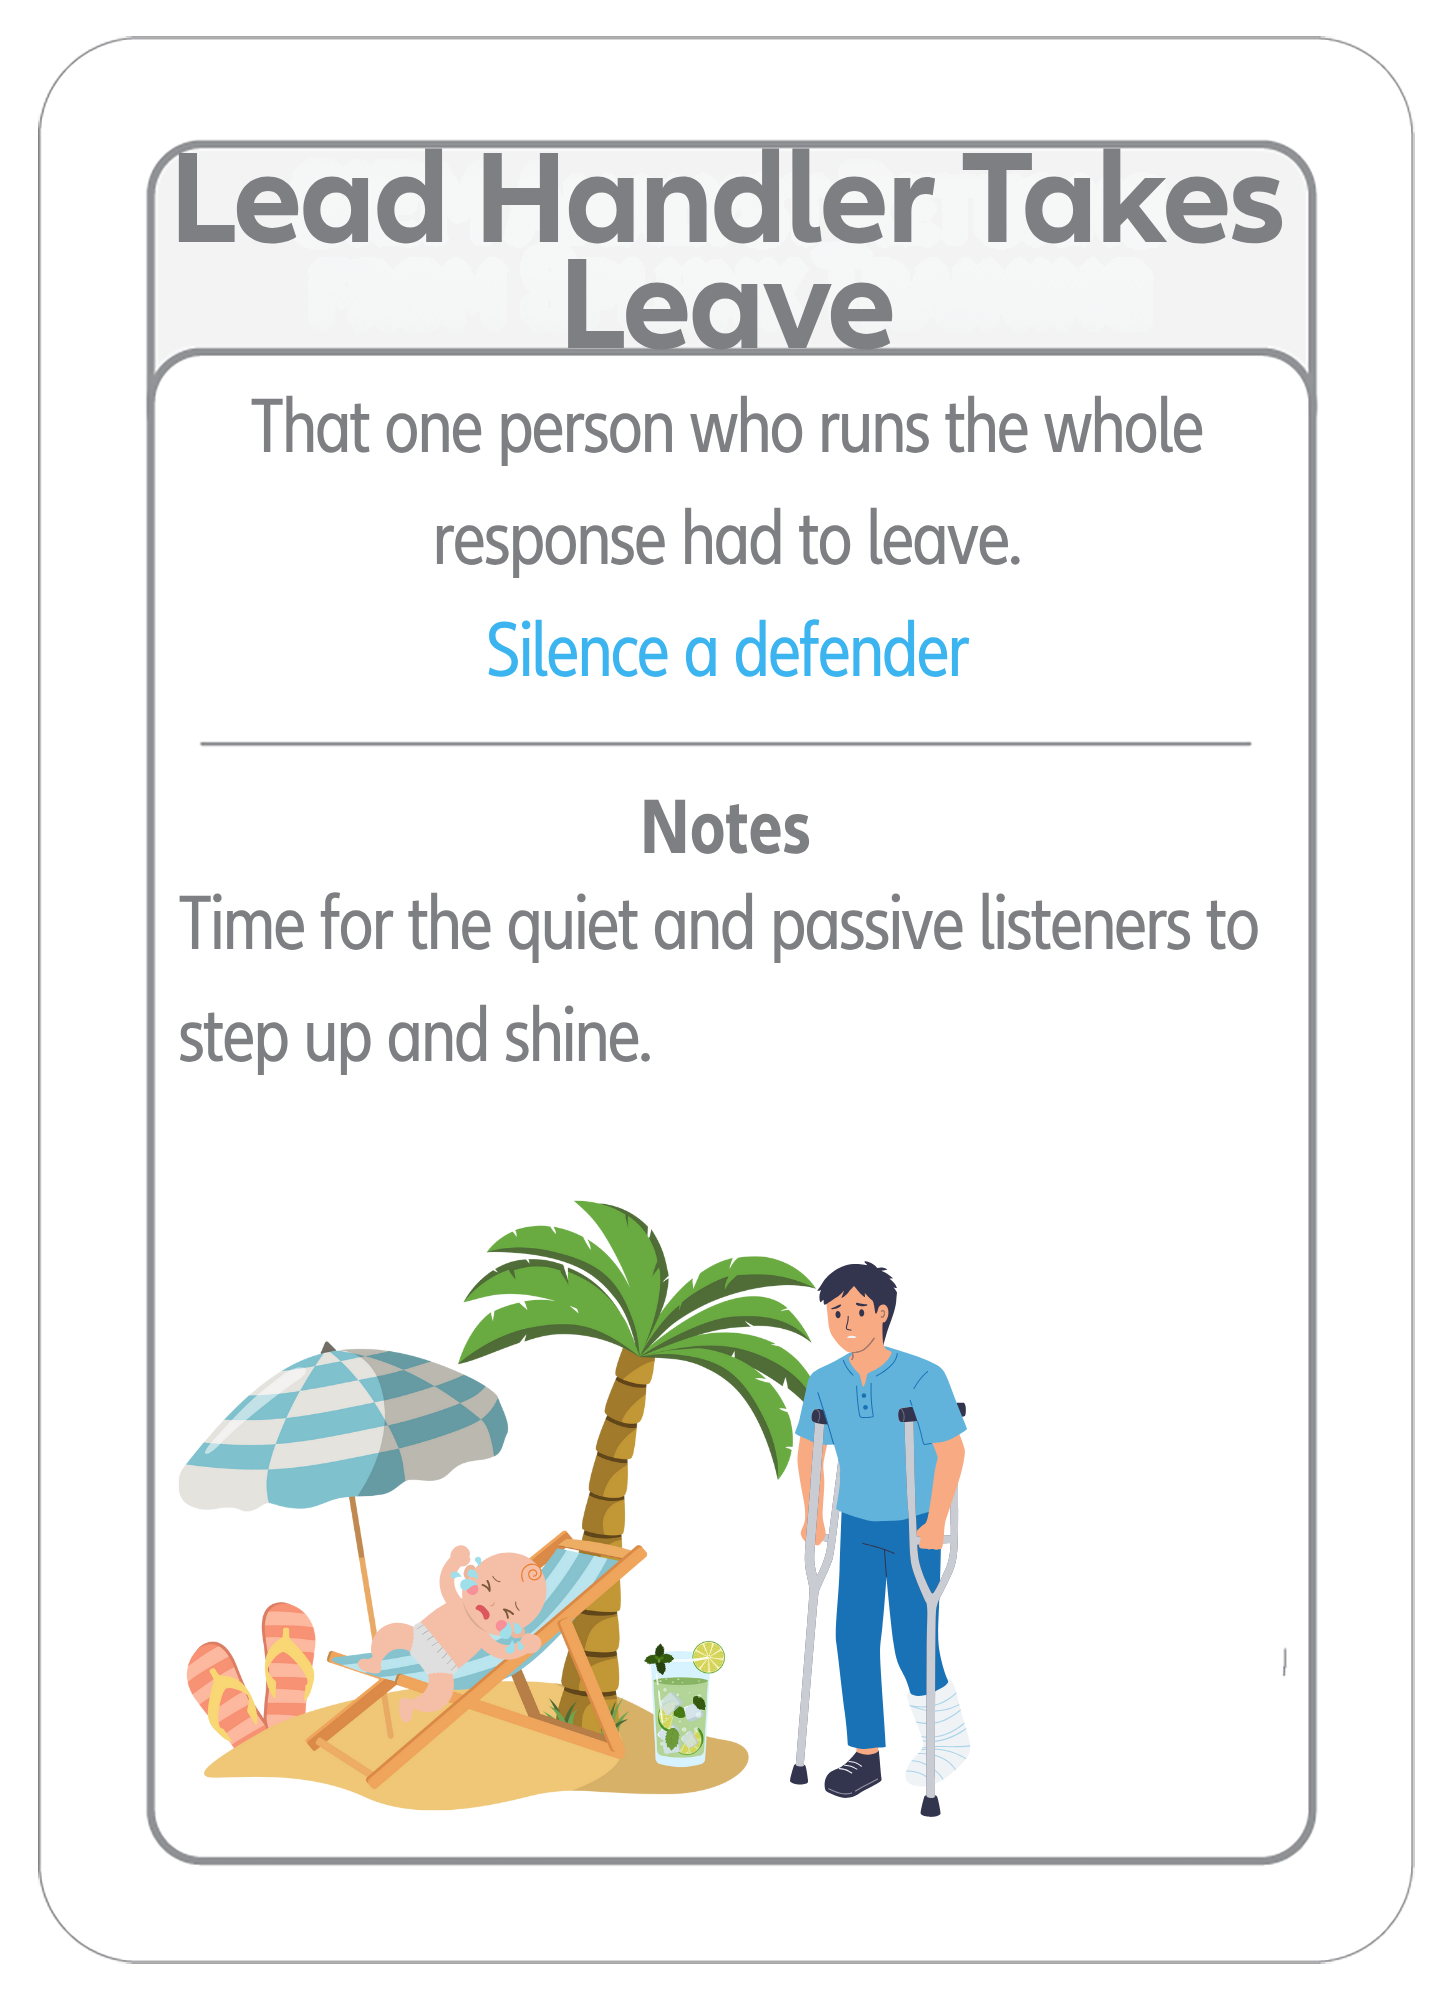 Lead Handler Takes
Leave
That one person who runs the whole
response had to leave.
Silence a defender
Notes
Time for the quiet and passive listeners to
step up and shine.